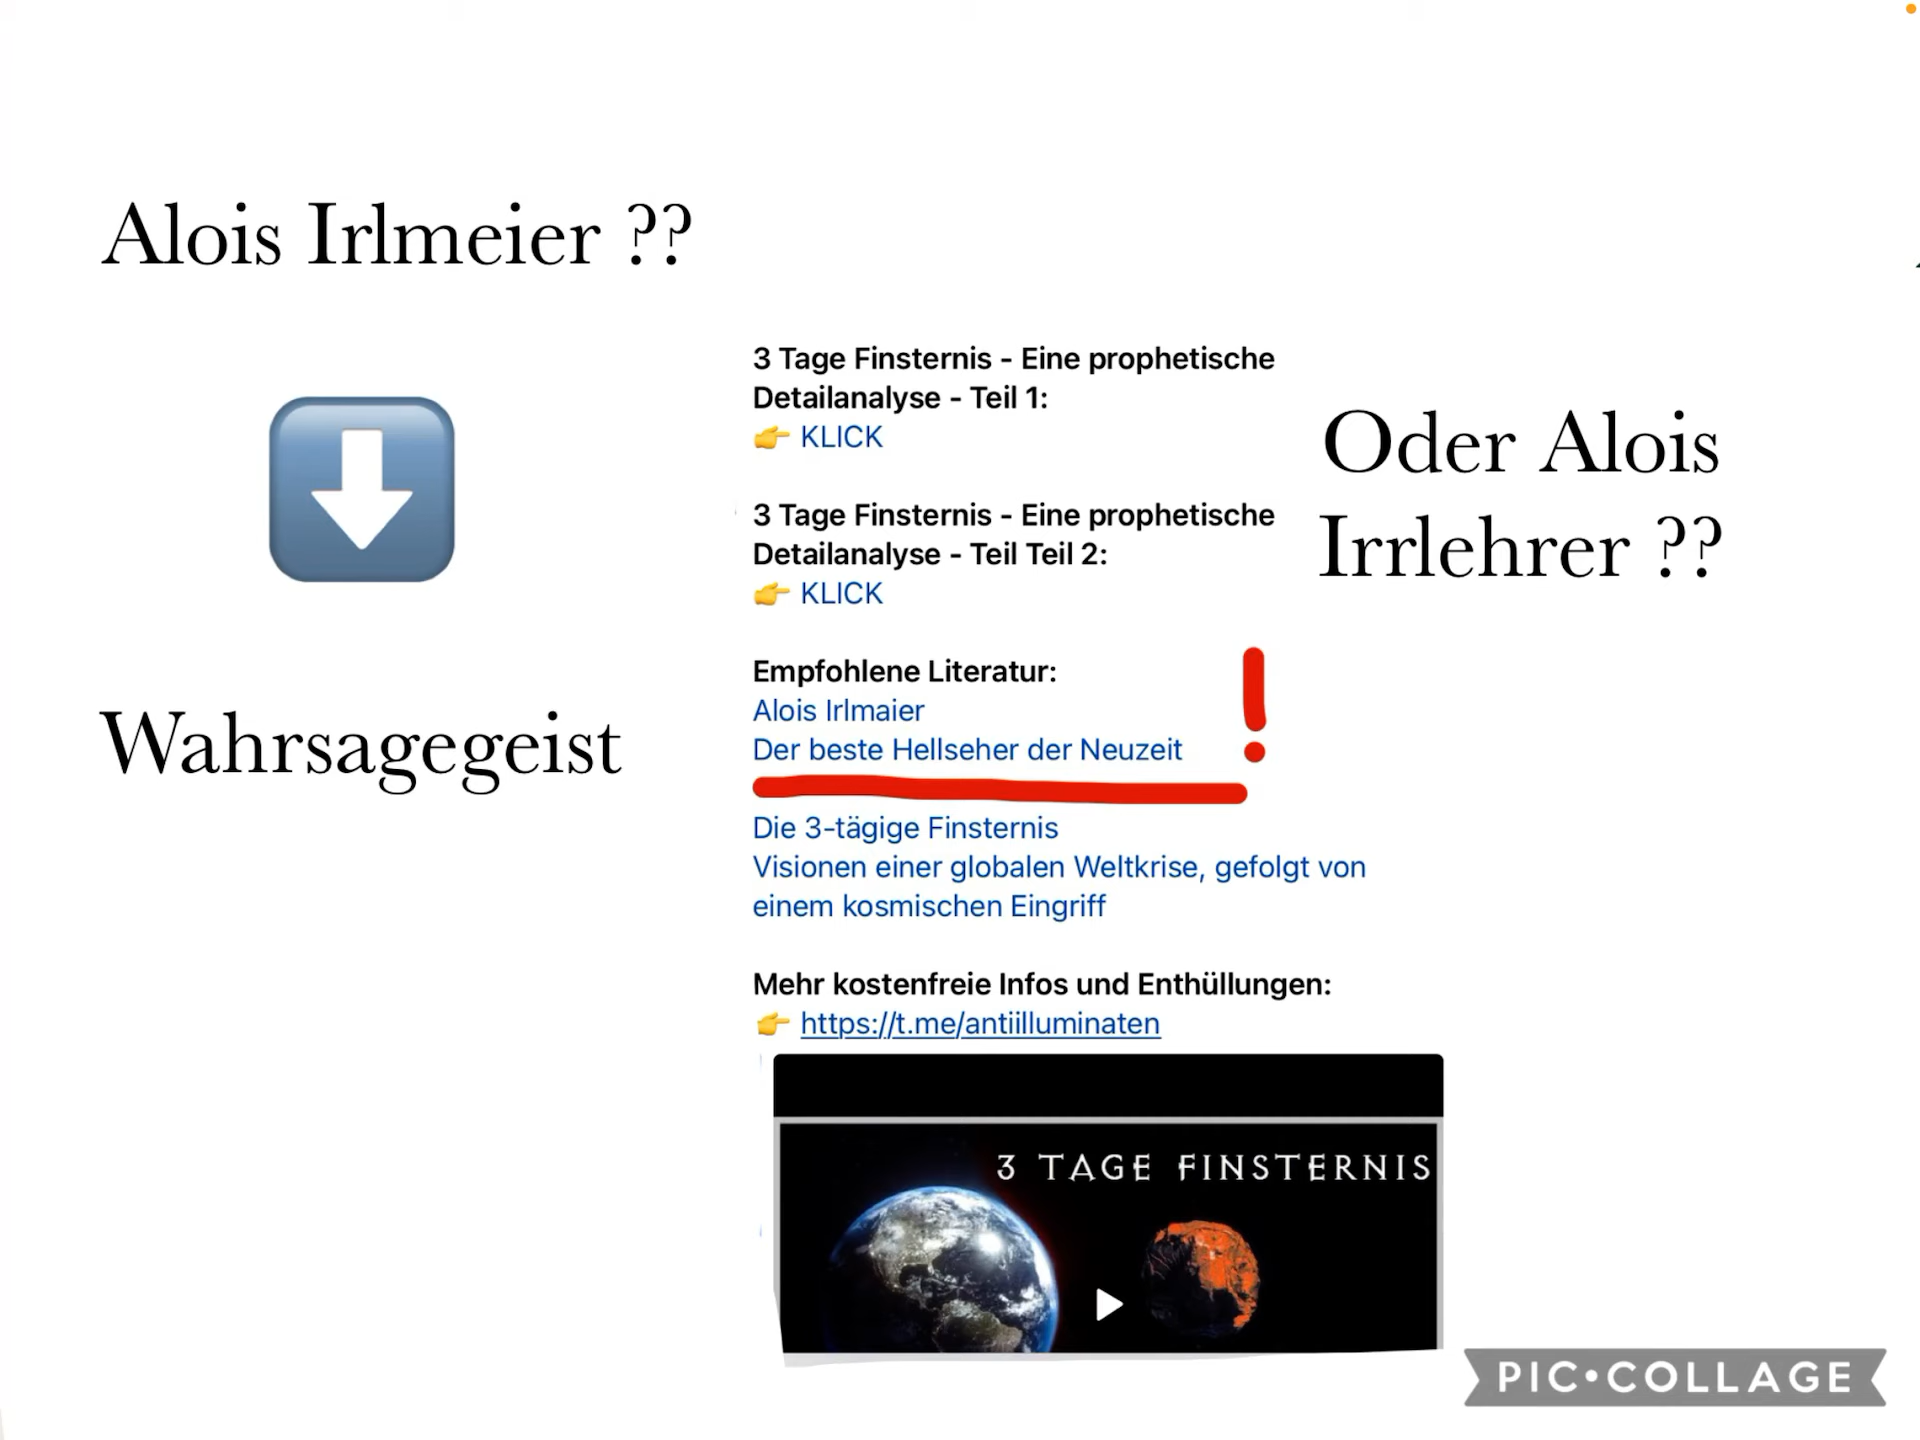 Alois Irlmeier ??
Wahrsagegeist
3 Tage Finsternis - Eine prophetische
Detailanalyse - Teil 1:
👉 KLICK
3 Tage Finsternis - Eine prophetische
Detailanalyse - Teil Teil 2:
👉 KLICK
Empfohlene Literatur:
Alois Irlmaier
Der beste Hellseher der Neuzeit
Die 3-tägige Finsternis
Visionen einer globalen Weltkrise, gefolgt von
einem kosmischen Eingriff
Mehr kostenfreie Infos und Enthüllungen:
👉 https://t.me/antiilluminaten
3 TAGE FINSTERNIS
Oder Alois
Irrlehrer ??
!
PIC•COLLAGE